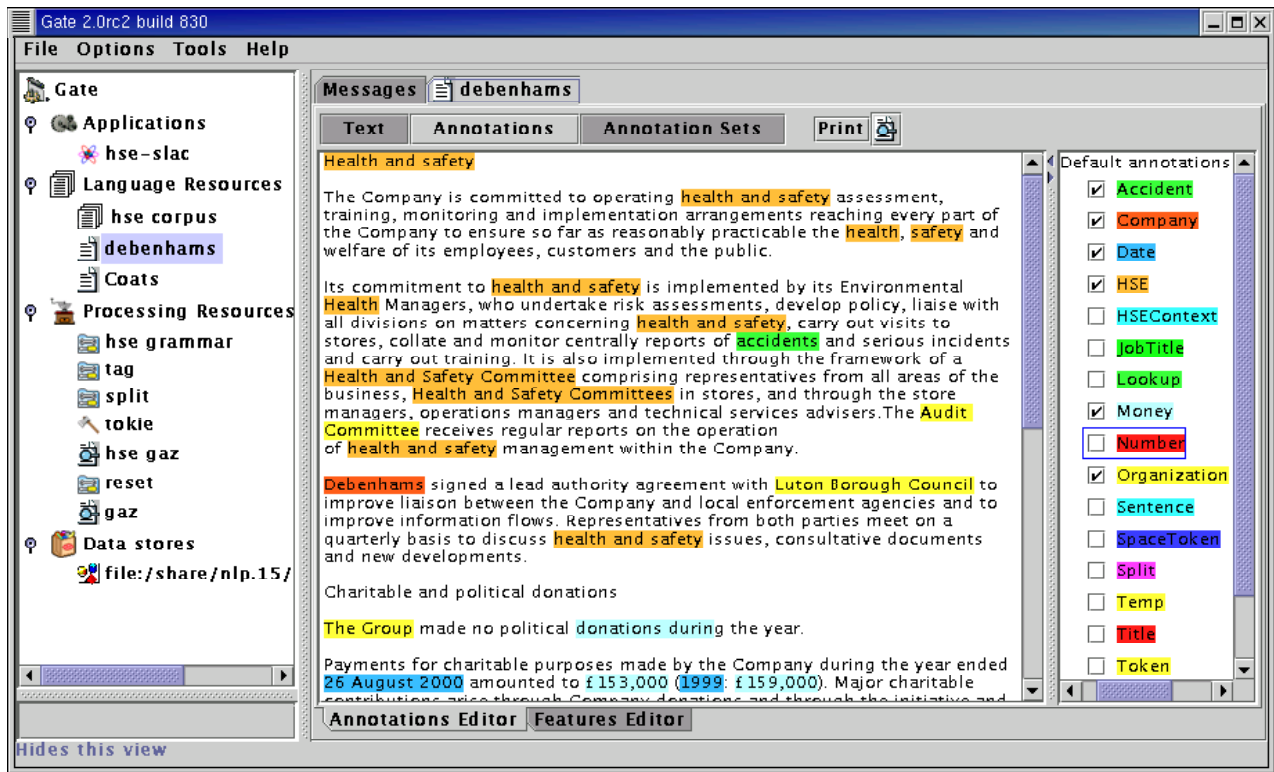 Gate 2.0rc2 build 830
File Options Tools Help
Gate
Applications
hse-slac
Language Resources
hse corpus
debenhams
Coats
Processing Resources
hse grammar
tag
split
tokie
hse gaz
reset
gaz
Data stores
file:/share/nlp.15/
Messages debenhams
Text Annotations Annotation Sets Print
Health and safety
The Company is committed to operating health and safety assessment,
training, monitoring and implementation arrangements reaching every part of
the Company to ensure so far as reasonably practicable the health, safety and
welfare of its employees, customers and the public.
Its commitment to health and safety is implemented by its Environmental
Health Managers, who undertake risk assessments, develop policy, liaise with
all divisions on matters concerning health and safety, carry out visits to
stores, collate and monitor centrally reports of accidents and serious incidents
and carry out training. It is also implemented through the framework of a
Health and Safety Committee comprising representatives from all areas of the
business, Health and Safety Committees in stores, and through the store
managers, operations managers and technical services advisers.The Audit
Committee receives regular reports on the operation
of health and safety management within the Company.
Debenhams signed a lead authority agreement with Luton Borough Council to
improve liaison between the Company and local enforcement agencies and to
improve information flows. Representatives from both parties meet on a
quarterly basis to discuss health and safety issues, consultative documents
and new developments.
Charitable and political donations
The Group made no political donations during the year.
Payments for charitable purposes made by the Company during the year ended
26 August 2000 amounted to £153,000 (1999: £159,000). Major charitable
contributions arise through Company donations and through the initiative and
Default annotations
Accident
Company
Date
HSE
HSEContext
JobTitle
Lookup
Money
Number
Organization
Sentence
SpaceToken
Split
Temp
Title
Token
Annotations Editor Features Editor
Hides this view